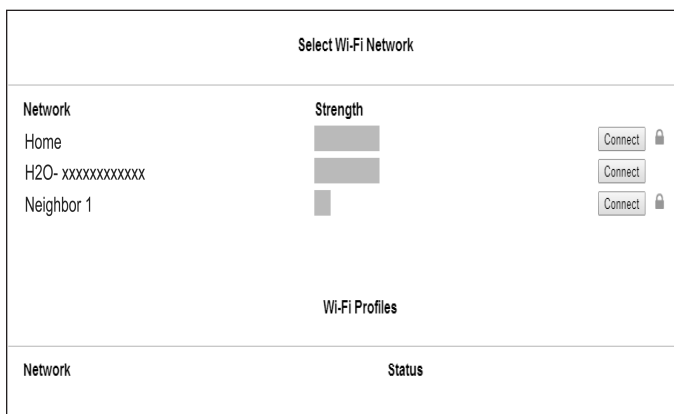 Select Wi-Fi Network
Network Strength
Home Connect
H2O- xxxxxxxxxxxx Connect
Neighbor 1 Connect
Wi-Fi Profiles
Network Status